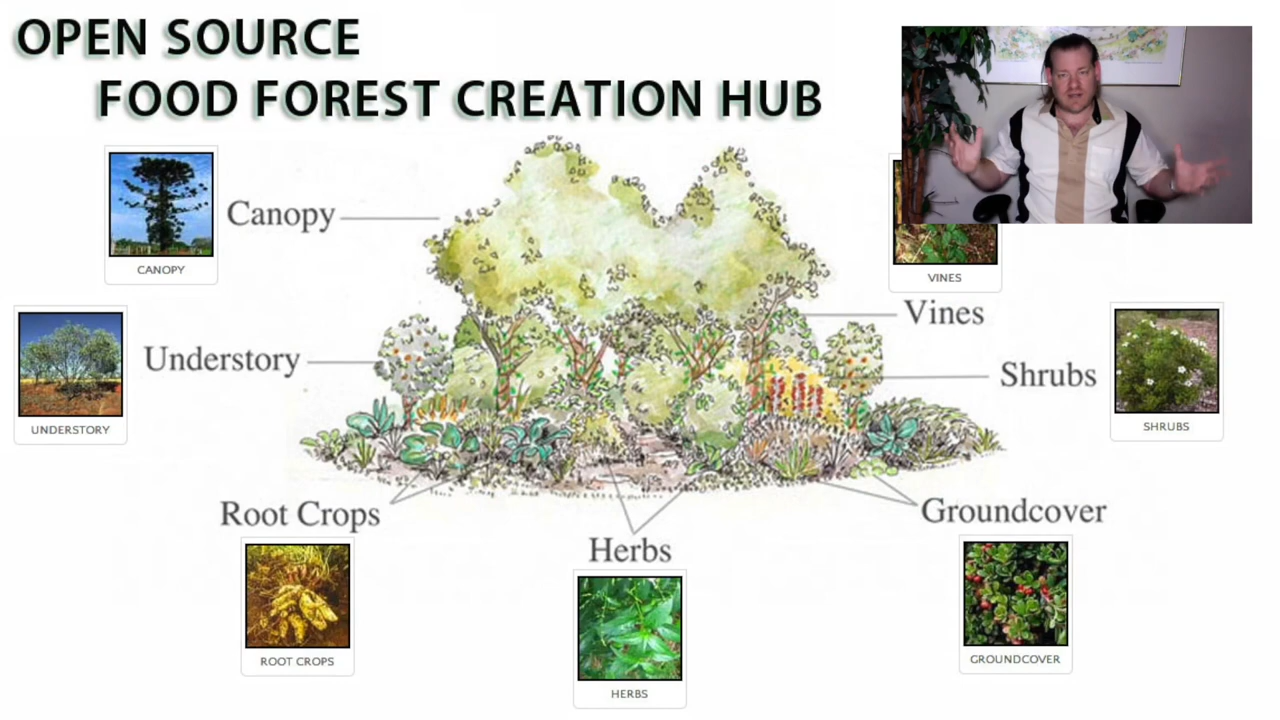 OPEN SOURCE
FOOD FOREST CREATION HUB
Canopy
CANOPY
VINES
Vines
Understory
UNDERSTORY
Shrubs
SHRUBS
Root Crops
ROOT CROPS
Herbs
HERBS
Groundcover
GROUNDCOVER